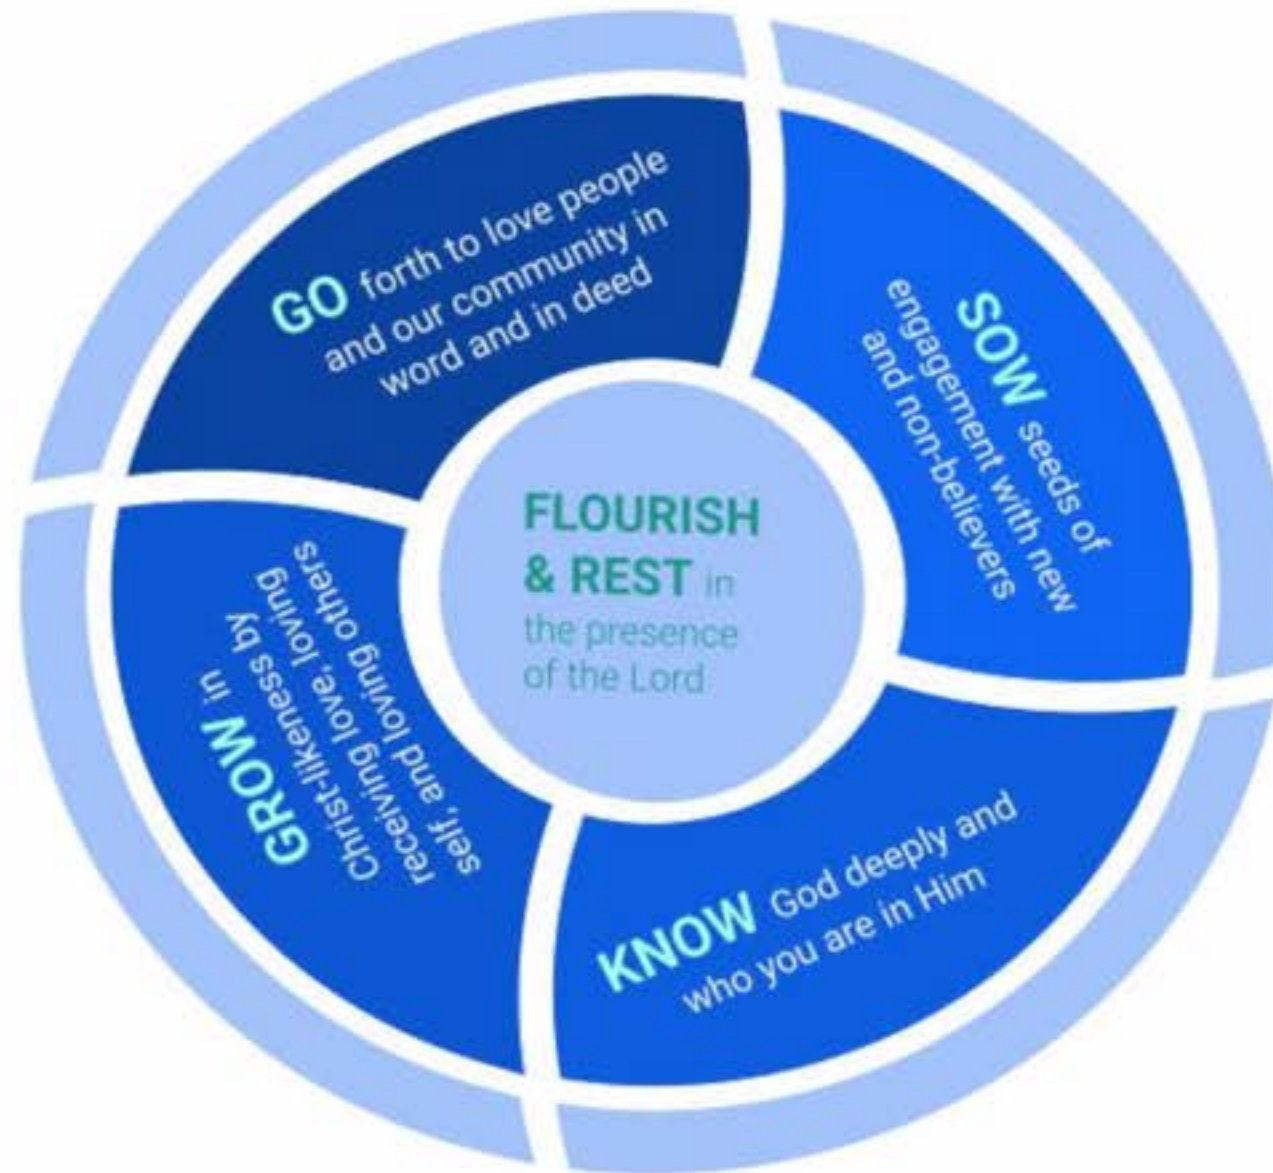 GO forth to love people
and our community in
word and in deed
SOW seeds of
engagement with new
and non-believers
KNOW God deeply and
who you are in Him
GROW in
Christ-likeness by
receiving love, loving
self, and loving others
FLOURISH
& REST in
the presence
of the Lord